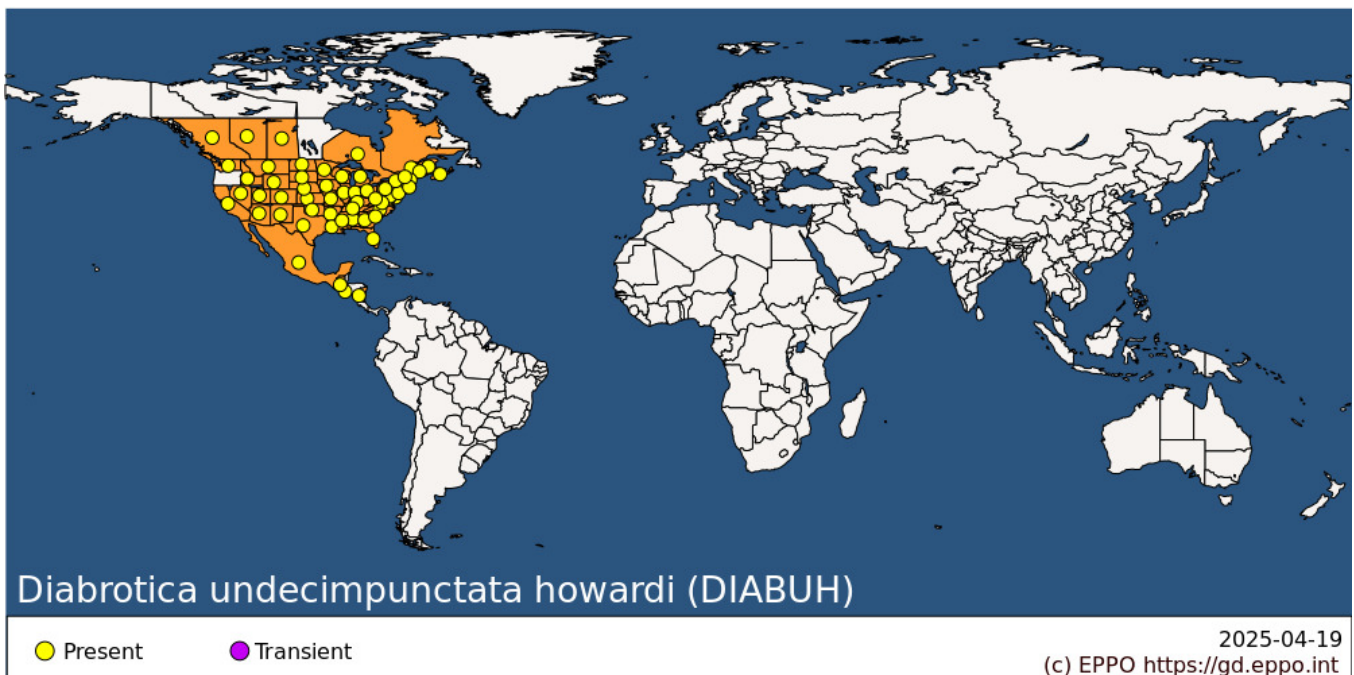 Diabrotica undecimpunctata howardi (DIABUH)
Present
Transient
2025-04-19
(c) EPPO https://gd.eppo.int